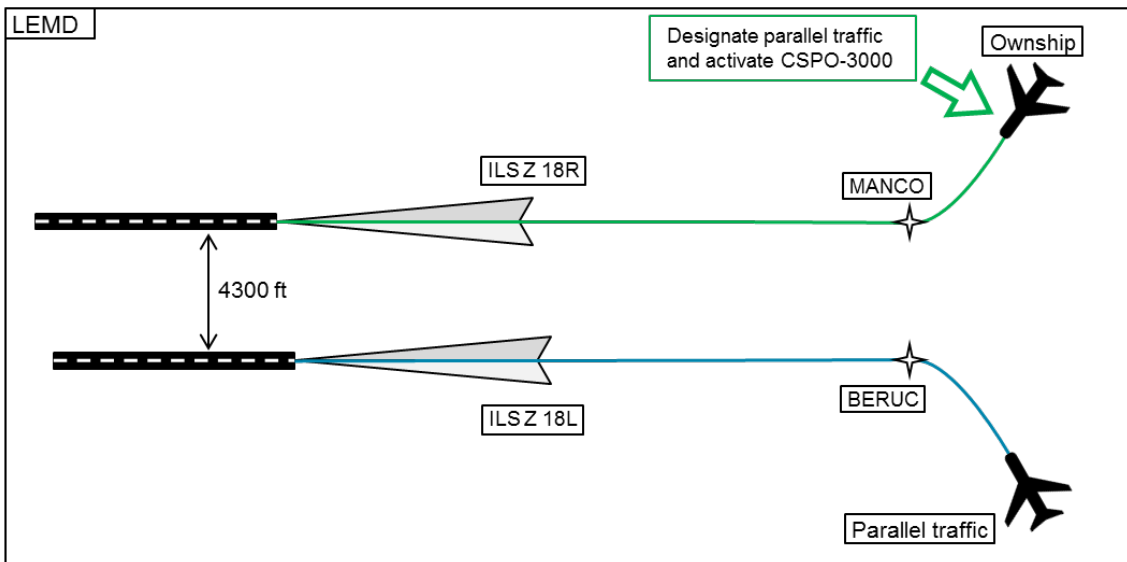 LEMD
Designate parallel traffic
and activate CSPO-3000
Ownship
ILS Z 18R
MANCO
4300 ft
BERUC
ILS Z 18L
Parallel traffic